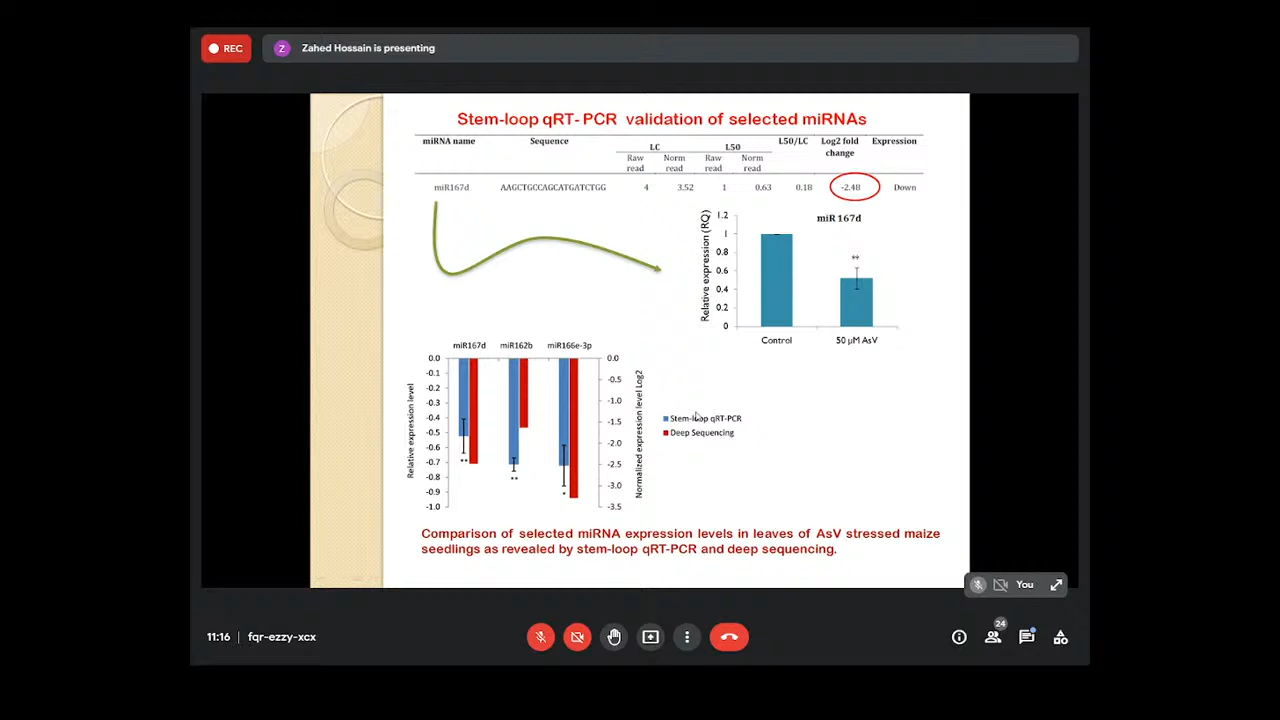 REC
Z
Zahed Hossain is presenting
Stem-loop qRT- PCR validation of selected miRNAs
miRNA name Sequence LC L50 L50/LC Log2 fold change Expression
Raw read Norm read Raw read Norm read
miR167d AAGCTGCCAGCATGATCTGG 4 3.52 1 0.63 0.18 -2.48 Down
miR 167d
Relative expression (RQ)
1.2
1
0.8
0.6
0.4
0.2
0
**
Control 50 µM AsV
miR167d miR162b miR166e-3p
Relative expression level
0.0
-0.1
-0.2
-0.3
-0.4
-0.5
-0.6
-0.7
-0.8
-0.9
-1.0
** ** *
0.0
-0.5
-1.0
-1.5
-2.0
-2.5
-3.0
-3.5
Normalized expression level Log2
Stem-loop qRT-PCR
Deep Sequencing
Comparison of selected miRNA expression levels in leaves of AsV stressed maize
seedlings as revealed by stem-loop qRT-PCR and deep sequencing.
You
11:16 | fqr-ezzy-xcx
24